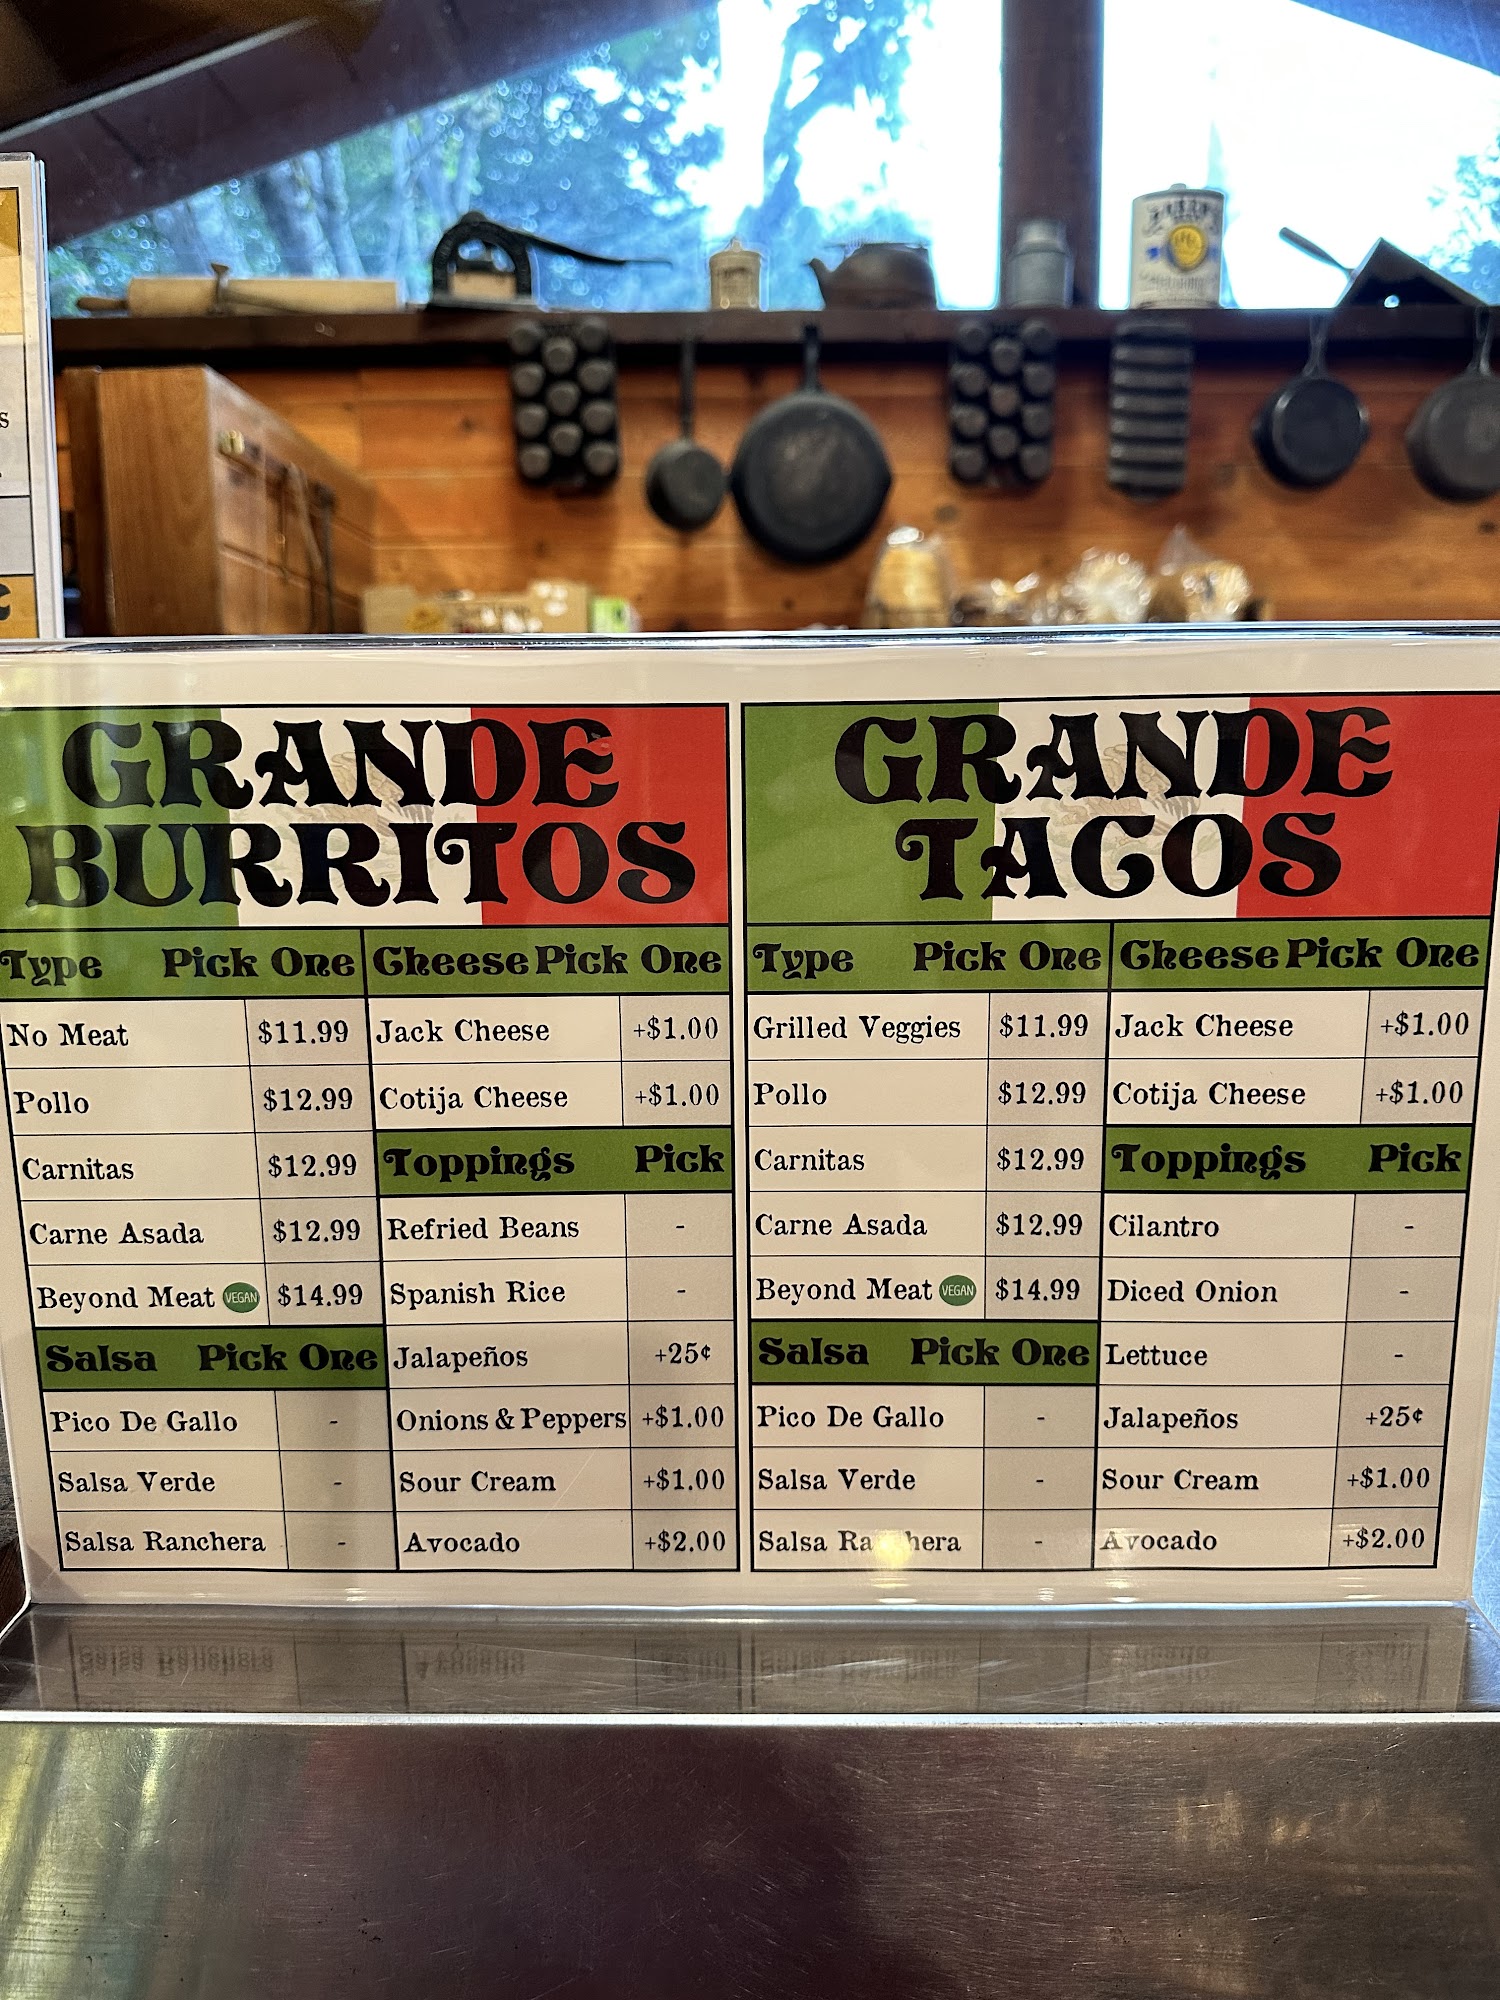 GRANDE
BURRITOS
Type Pick One
No Meat $11.99
Pollo $12.99
Carnitas $12.99
Carne Asada $12.99
Beyond Meat VEGAN $14.99
Salsa Pick One
Pico De Gallo -
Salsa Verde -
Salsa Ranchera -
Cheese Pick One
Jack Cheese +$1.00
Cotija Cheese +$1.00
Toppings Pick
Refried Beans -
Spanish Rice -
Jalapeños +25¢
Onions & Peppers +$1.00
Sour Cream +$1.00
Avocado +$2.00
GRANDE
TACOS
Type Pick One
Grilled Veggies $11.99
Pollo $12.99
Carnitas $12.99
Carne Asada $12.99
Beyond Meat VEGAN $14.99
Salsa Pick One
Pico De Gallo -
Salsa Verde -
Salsa Ranchera -
Cheese Pick One
Jack Cheese +$1.00
Cotija Cheese +$1.00
Toppings Pick
Cilantro -
Diced Onion -
Lettuce -
Jalapeños +25¢
Sour Cream +$1.00
Avocado +$2.00